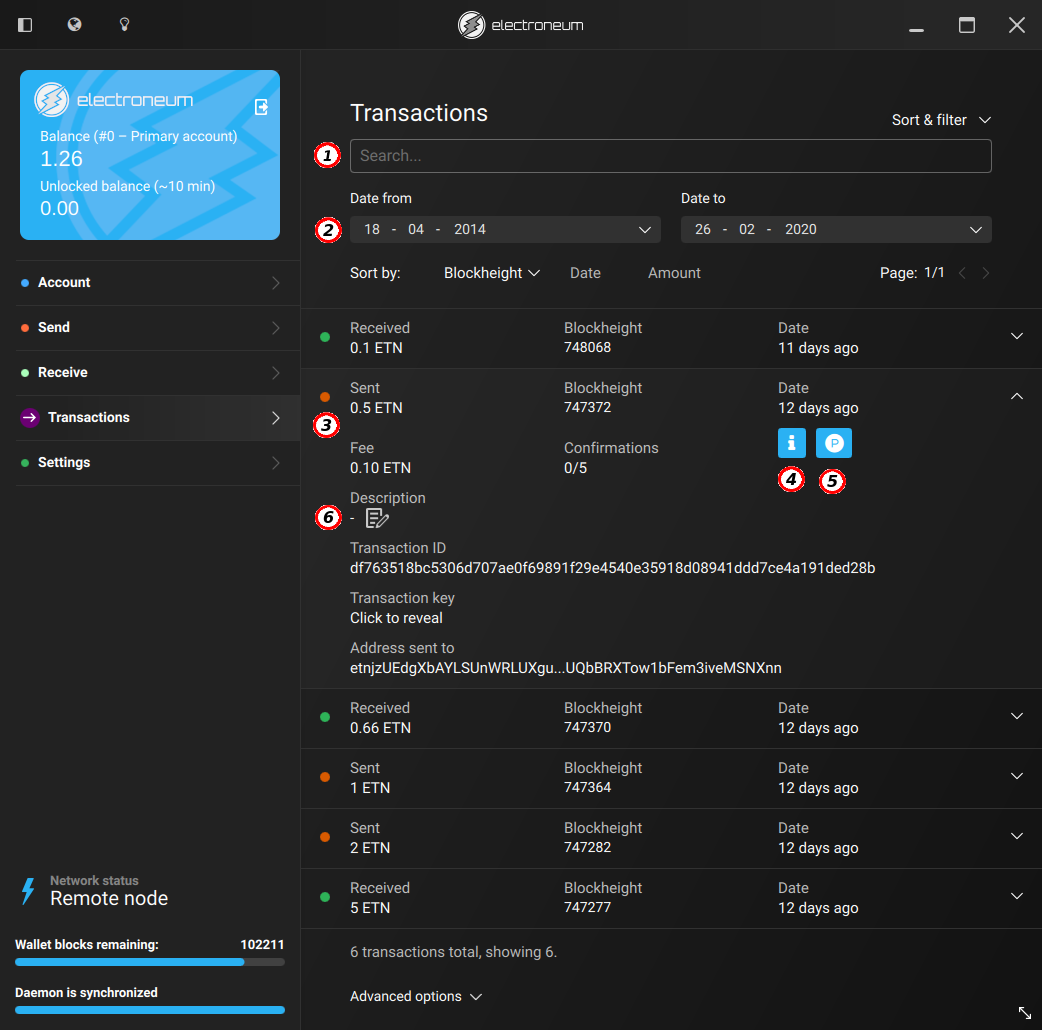 electroneum
electroneum
Balance (#0 – Primary account)
1.26
Unlocked balance (~10 min)
0.00
Account
Send
Receive
Transactions
Settings
Network status
Remote node
Wallet blocks remaining: 102211
Daemon is synchronized
Transactions
Sort & filter
1 Search...
Date from Date to
2 18 - 04 - 2014 26 - 02 - 2020
Sort by: Blockheight Date Amount Page: 1/1
Received Blockheight Date
0.1 ETN 748068 11 days ago
Sent Blockheight Date
0.5 ETN 747372 12 days ago
3
Fee Confirmations
0.10 ETN 0/5
i P
4 5
Description
6 -
Transaction ID
df763518bc5306d707ae0f69891f29e4540e35918d08941ddd7ce4a191ded28b
Transaction key
Click to reveal
Address sent to
etnjzUEdgXbAYLSUnWRLUXgu...UQbBRXTow1bFem3iveMSNXnn
Received Blockheight Date
0.66 ETN 747370 12 days ago
Sent Blockheight Date
1 ETN 747364 12 days ago
Sent Blockheight Date
2 ETN 747282 12 days ago
Received Blockheight Date
5 ETN 747277 12 days ago
6 transactions total, showing 6.
Advanced options